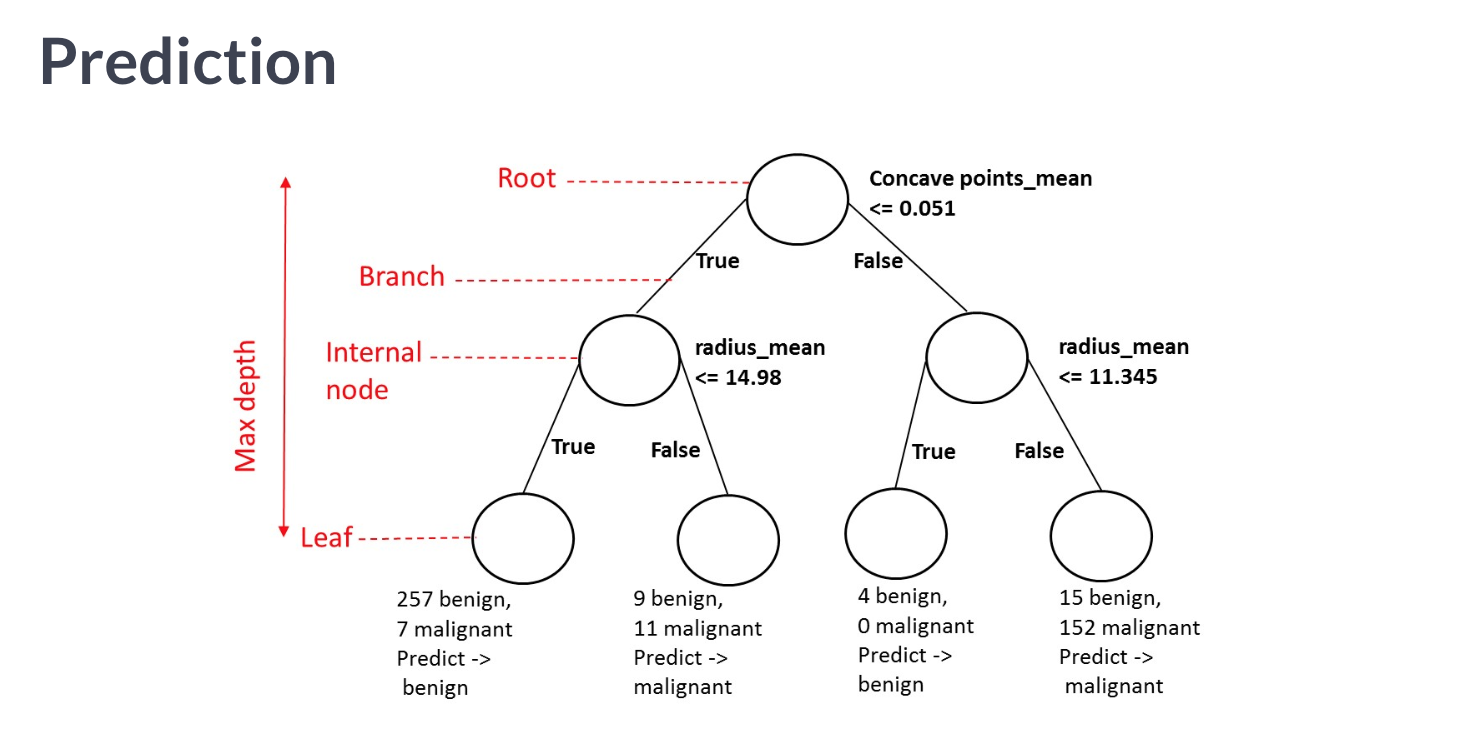 Prediction
Root
Concave points_mean
<= 0.051
True
False
Branch
Internal
node
radius_mean
<= 14.98
radius_mean
<= 11.345
Max depth
True
False
True
False
Leaf
257 benign,
7 malignant
Predict ->
benign
9 benign,
11 malignant
Predict ->
malignant
4 benign,
0 malignant
Predict ->
benign
15 benign,
152 malignant
Predict ->
malignant